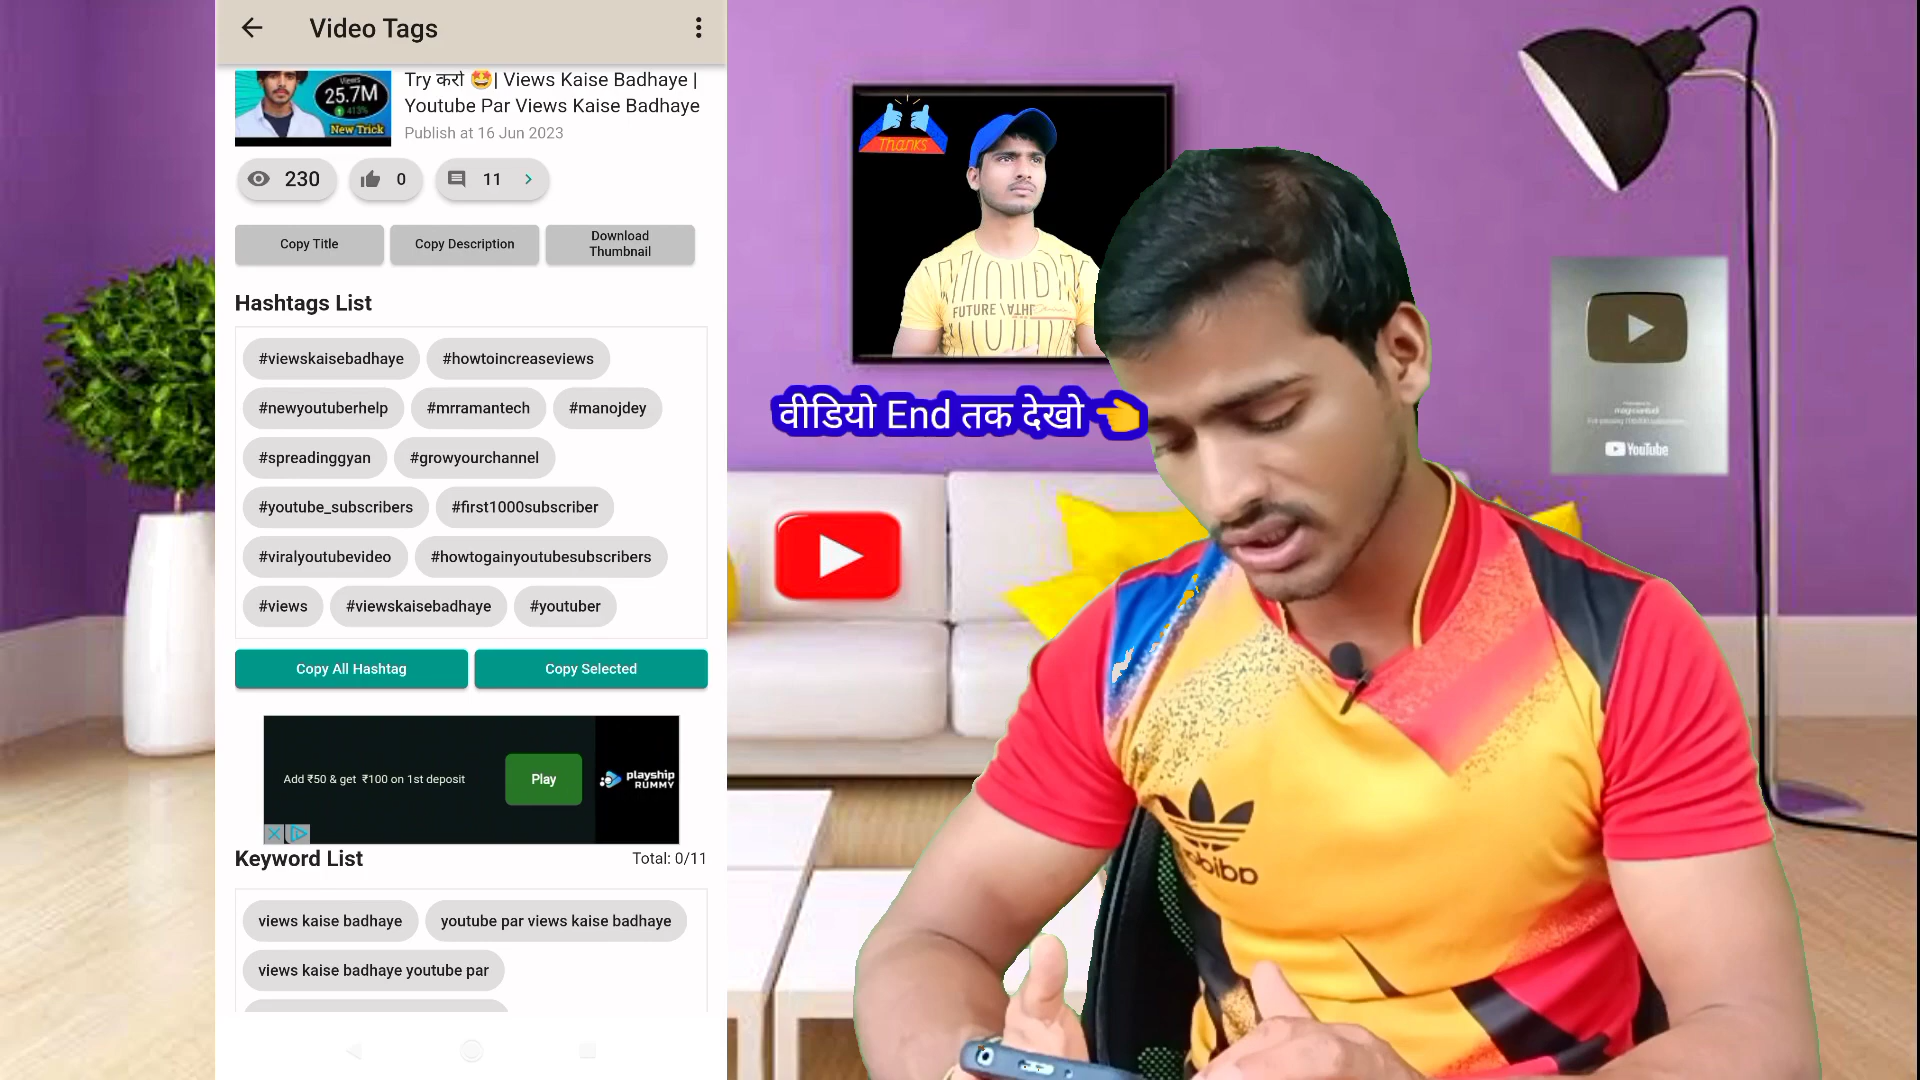 Video Tags
Views
25.7M
413%
New Trick
Try करो 🤩| Views Kaise Badhaye |
Youtube Par Views Kaise Badhaye
Publish at 16 Jun 2023
230
0
11
Copy Title
Copy Description
Download
Thumbnail
Hashtags List
#viewskaisebadhaye
#howtoincreaseviews
#newyoutuberhelp
#mrramantech
#manojdey
#spreadinggyan
#growyourchannel
#youtube_subscribers
#first1000subscriber
#viralyoutubevideo
#howtogainyoutubesubscribers
#views
#viewskaisebadhaye
#youtuber
Copy All Hashtag
Copy Selected
Add ₹50 & get ₹100 on 1st deposit
Play
playship
RUMMY
Keyword List
Total: 0/11
views kaise badhaye
youtube par views kaise badhaye
views kaise badhaye youtube par
Thanks
FUTURE
वीडियो End तक देखो 👈
YouTube